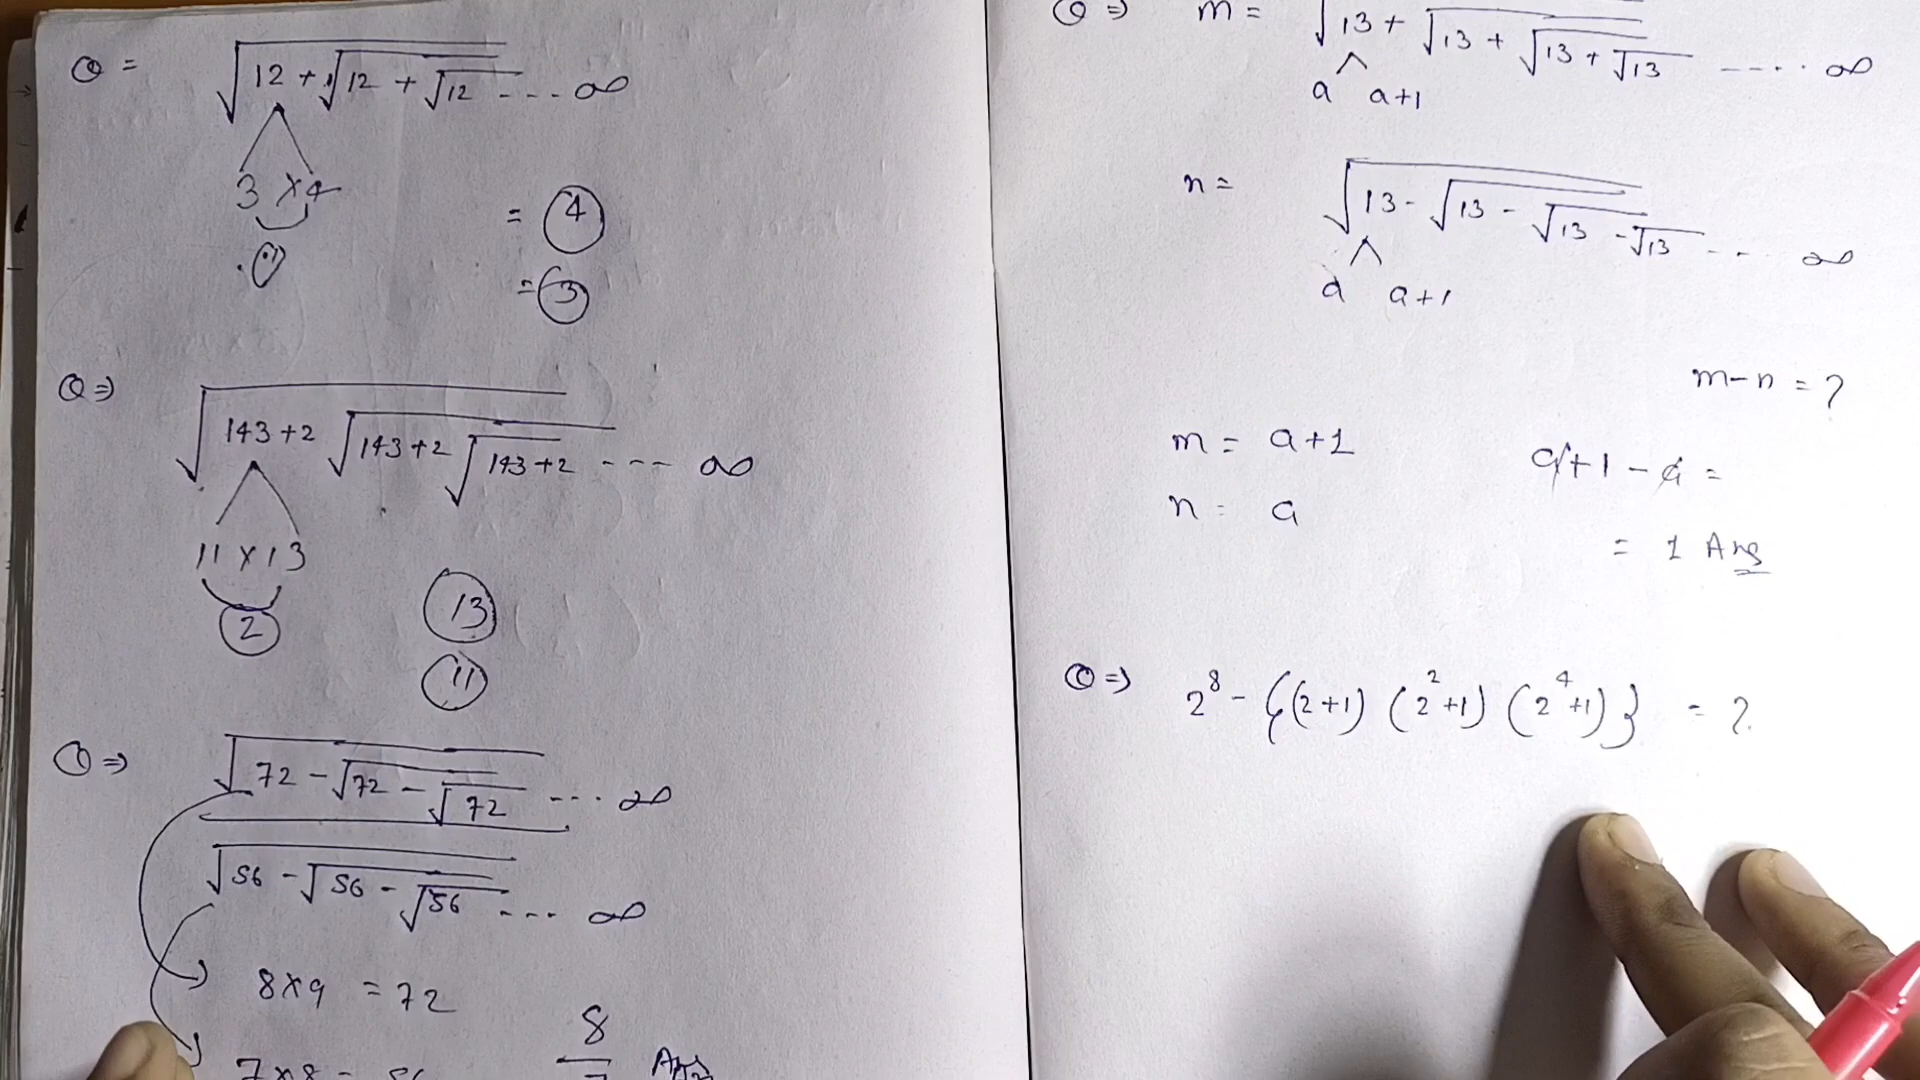 Q = √12 + √12 + √12 ---- ∞
3 × 4
= 4
= 3
Q ⇒ √143 + 2 √143 + 2 √143 + 2 --- ∞
11 × 13
2
13
11
Q ⇒ √72 - √72 - √72 --- ∞
√56 - √56 - √56 --- ∞
8 × 9 = 72
8
Ans
Q ⇒ m = √13 + √13 + √13 + √13 ---- ∞
a a+1
n = √13 - √13 - √13 - √13 --- ∞
a a+1
m - n = ?
m = a+1
a+1 - a =
n = a
= 1 Ans
Q ⇒ 2⁸ - {(2+1) (2²+1) (2⁴+1)} = ?